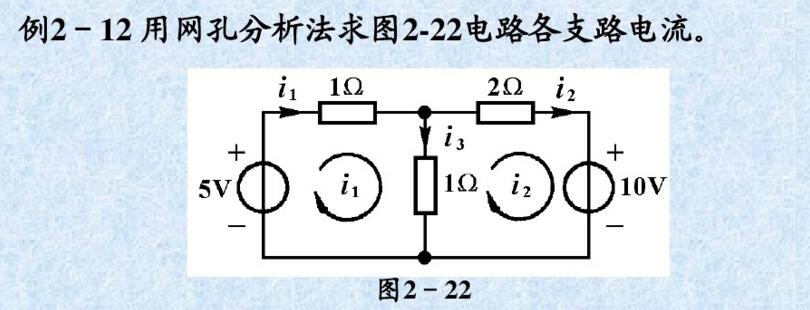 例2－12 用网孔分析法求图2-22电路各支路电流。
i1 1Ω 2Ω i2
i3
+ +
5V i1 1Ω i2 10V
− −
图2－22